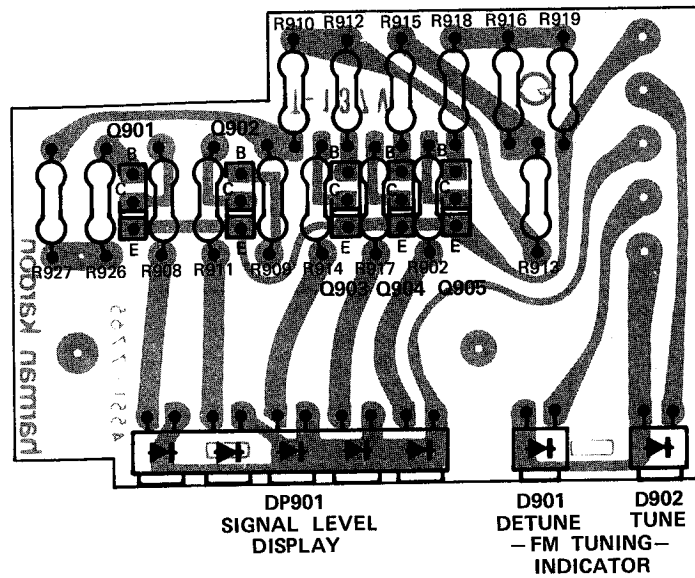 R910 R912 R915 R918 R916 R919
Q901 Q902
B B B B B
C C C C C
E E E E E
R927 R926 R908 R911 R909 R914 R917 R902 R913
Q903 Q904 Q905
harman kardon
DP901
SIGNAL LEVEL
DISPLAY
D901 D902
DETUNE TUNE
—FM TUNING—
INDICATOR